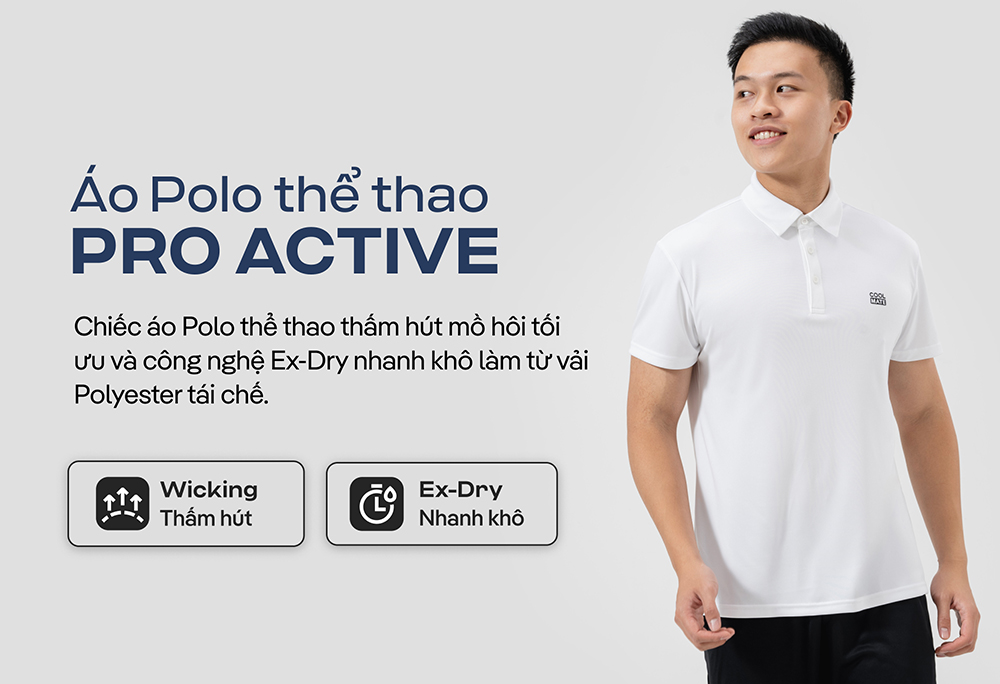 Áo Polo thể thao
PRO ACTIVE
Chiếc áo Polo thể thao thấm hút mồ hôi tối
ưu và công nghệ Ex-Dry nhanh khô làm từ vải
Polyester tái chế.
Wicking
Thấm hút
Ex-Dry
Nhanh khô
COOL
MATE